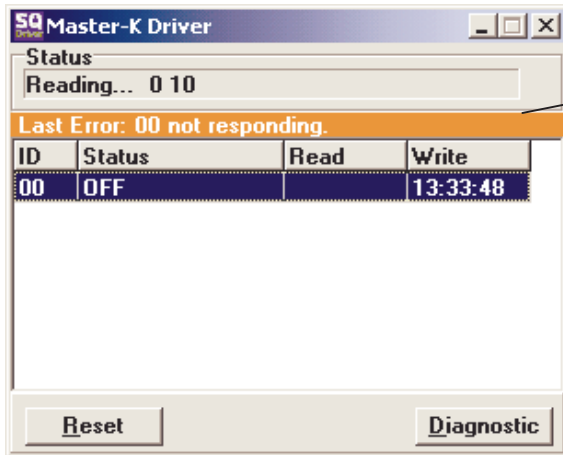 SQ Driver Master-K Driver
Status
Reading... 0 10
Last Error: 00 not responding.
ID Status Read Write
00 OFF 13:33:48
Reset Diagnostic